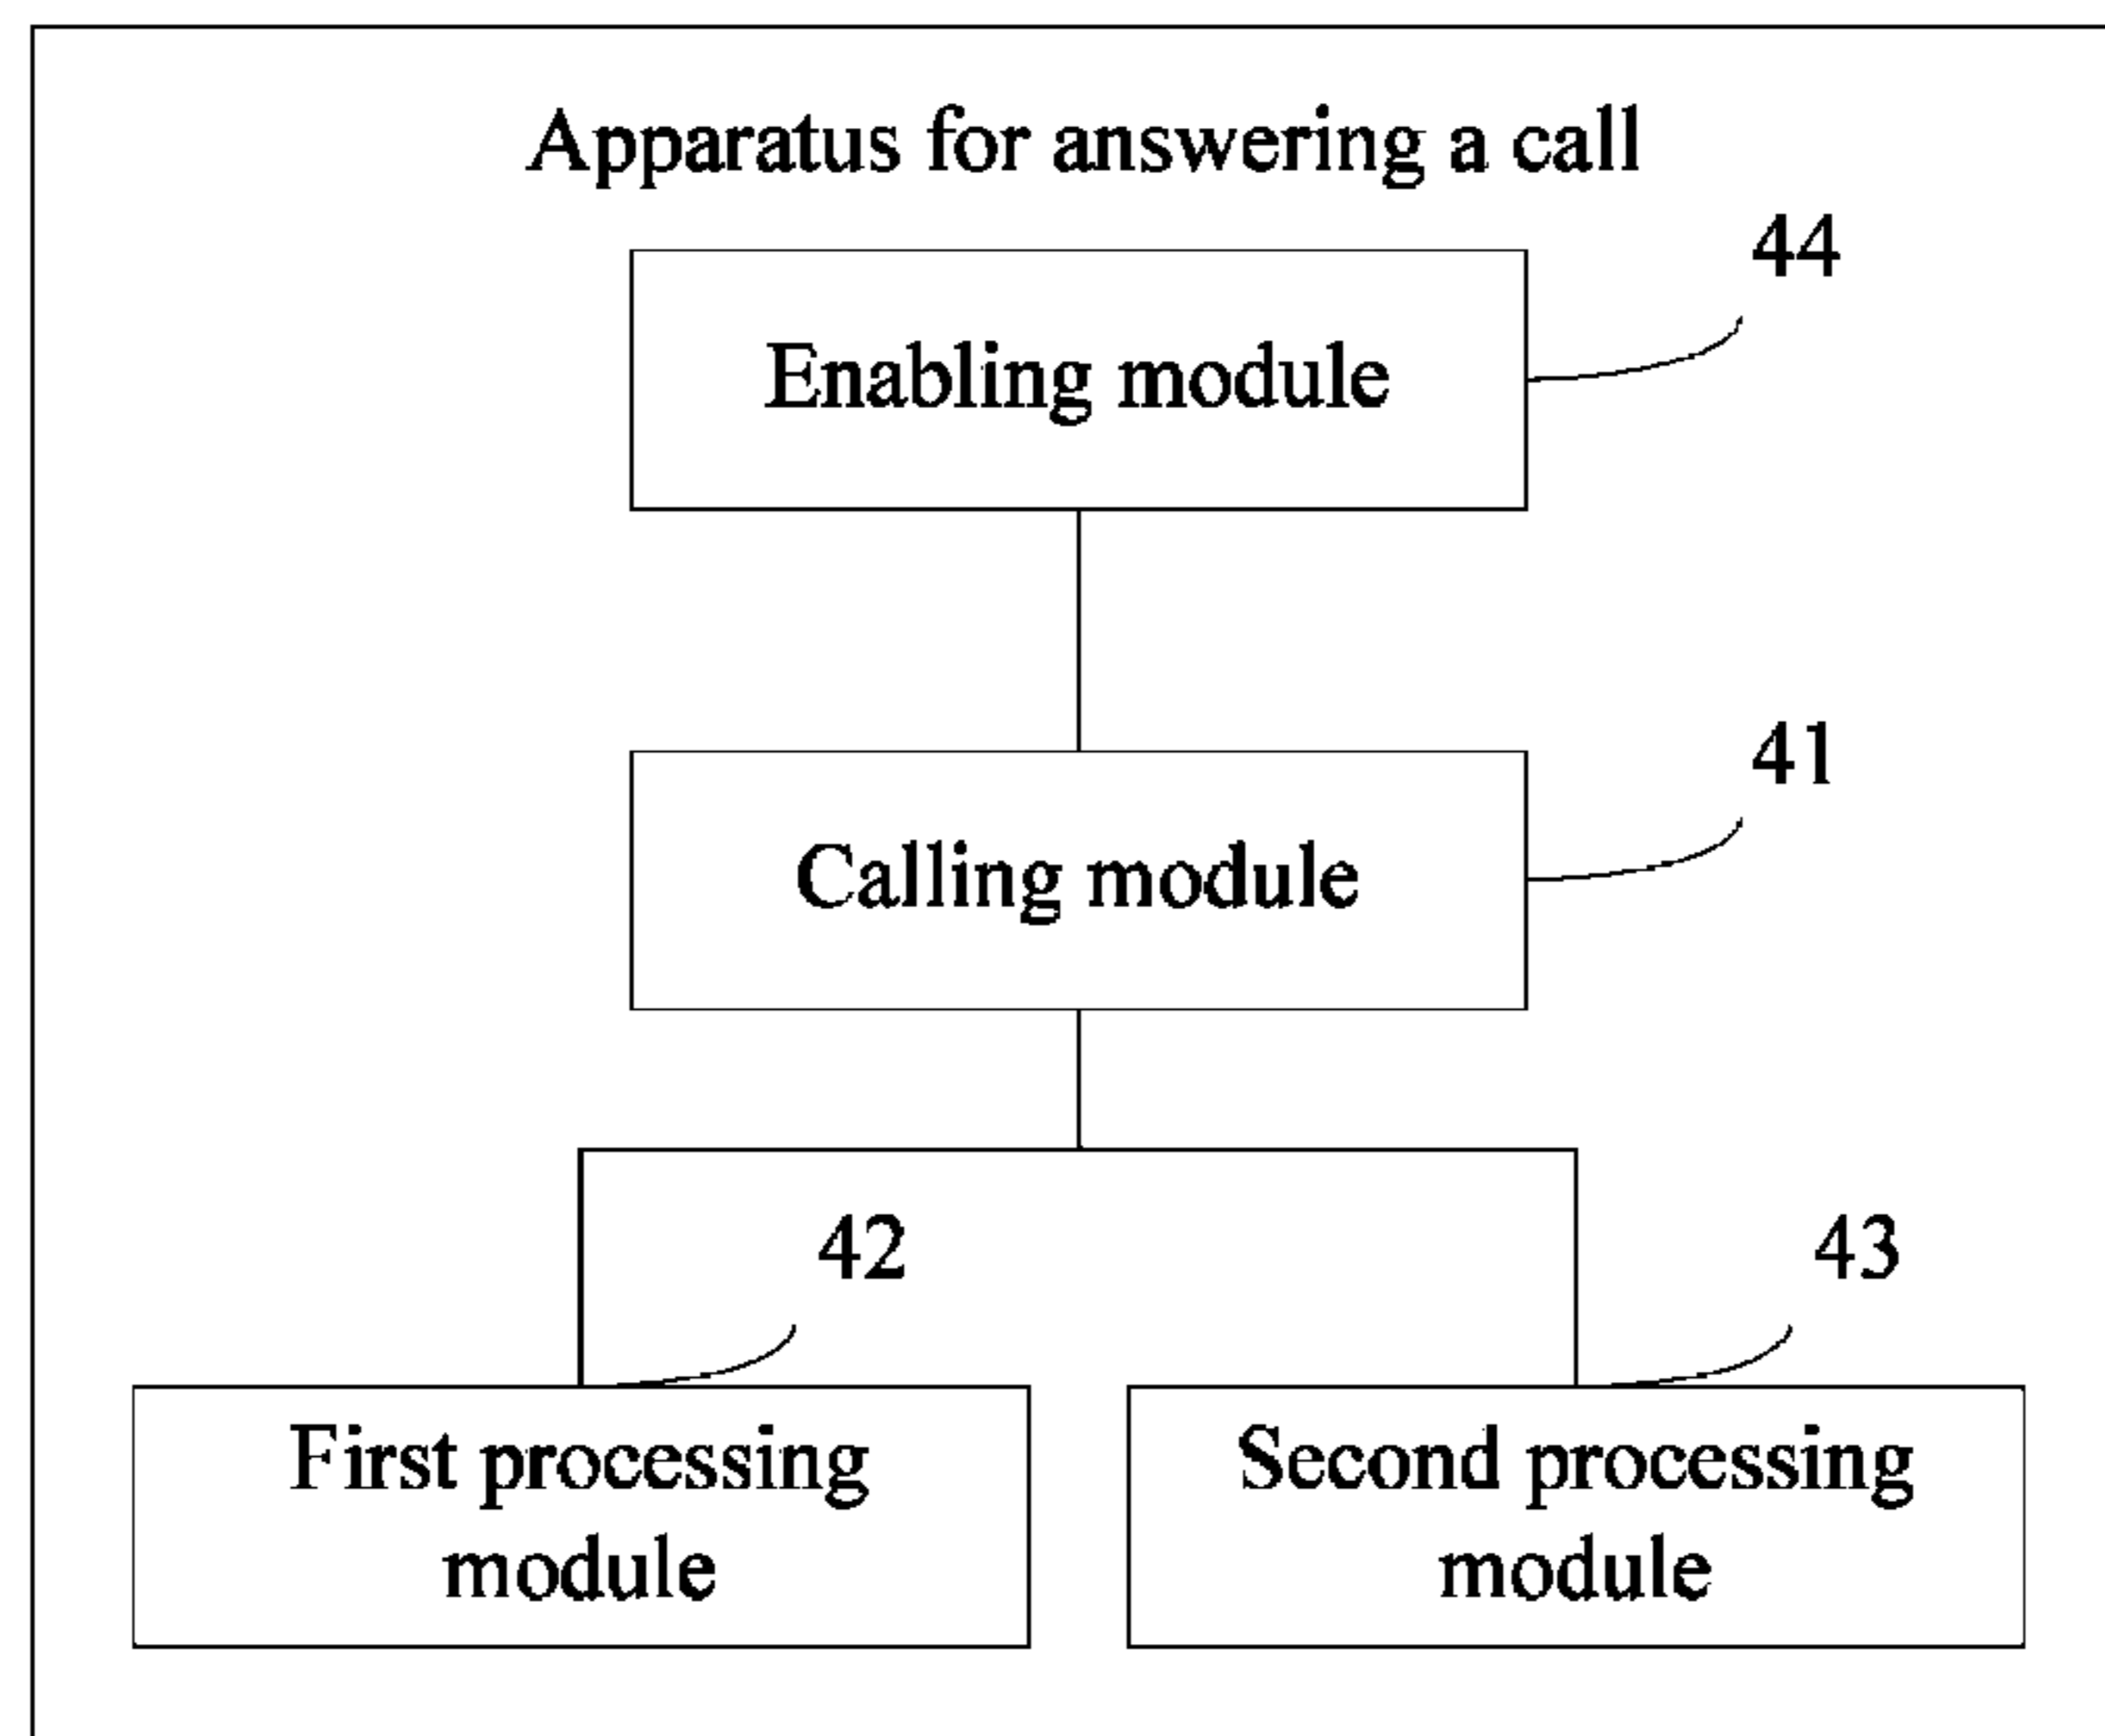 Apparatus for answering a call
44
Enabling module
41
Calling module
42
43
First processing
module
Second processing
module